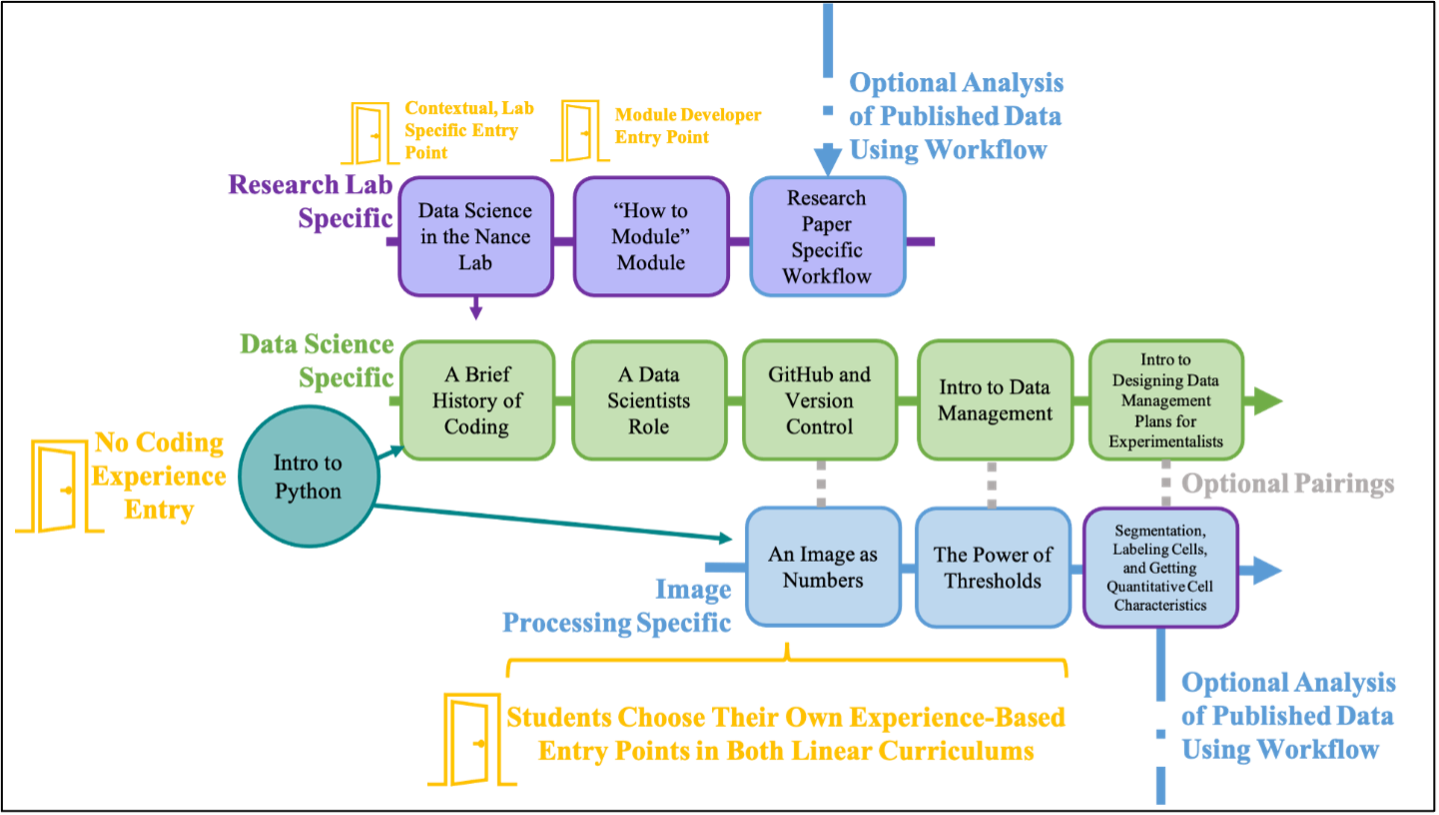 Optional Analysis
of Published Data
Using Workflow
Contextual, Lab
Specific Entry
Point
Module Developer
Entry Point
Research Lab
Specific
Data Science
in the Nance
Lab
“How to
Module”
Module
Research
Paper
Specific
Workflow
Data Science
Specific
A Brief
History of
Coding
A Data
Scientists
Role
GitHub and
Version
Control
Intro to Data
Management
Intro to
Designing Data
Management
Plans for
Experimentalists
No Coding
Experience
Entry
Intro to
Python
Optional Pairings
Image
Processing Specific
An Image as
Numbers
The Power of
Thresholds
Segmentation,
Labeling Cells,
and Getting
Quantitative Cell
Characteristics
Students Choose Their Own Experience-Based
Entry Points in Both Linear Curriculums
Optional Analysis
of Published Data
Using Workflow